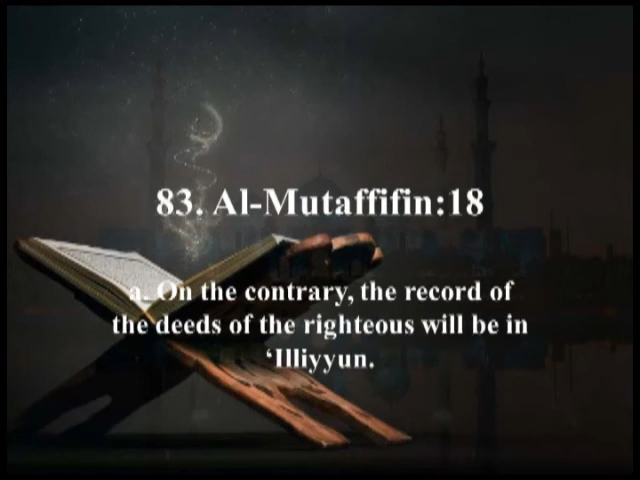 83. Al-Mutaffifin:18
a. On the contrary, the record of
the deeds of the righteous will be in
‘Illiyyun.